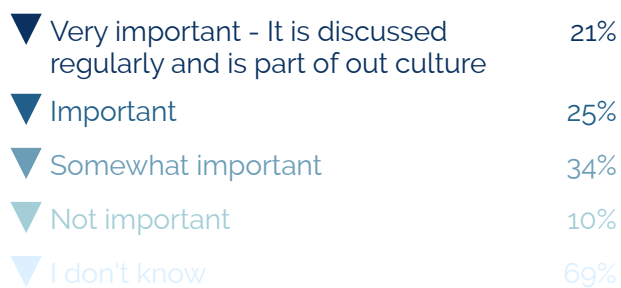 Very important - It is discussed 21%
regularly and is part of out culture
Important 25%
Somewhat important 34%
Not important 10%
I don't know 69%